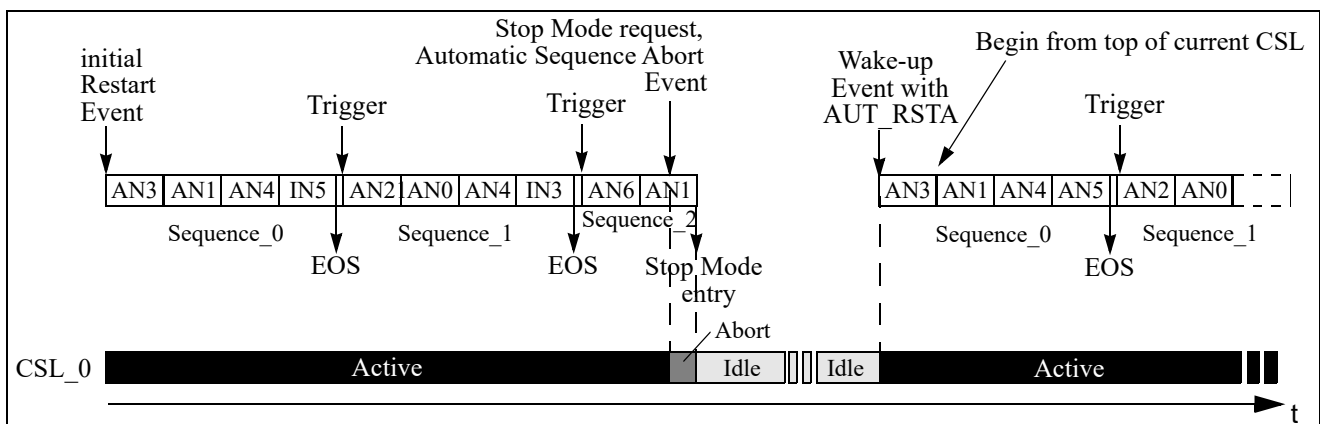 Stop Mode request,
Automatic Sequence Abort
Event
initial
Restart
Event
Trigger
Trigger
Wake-up
Event with
AUT_RSTA
Begin from top of current CSL
Trigger
AN3 AN1 AN4 IN5 AN21 AN0 AN4 IN3 AN6 AN1
AN3 AN1 AN4 AN5 AN2 AN0
Sequence_0
Sequence_1
Sequence_2
Sequence_0
Sequence_1
EOS
EOS
Stop Mode
entry
EOS
Abort
CSL_0
Active
Idle
Idle
Active
t